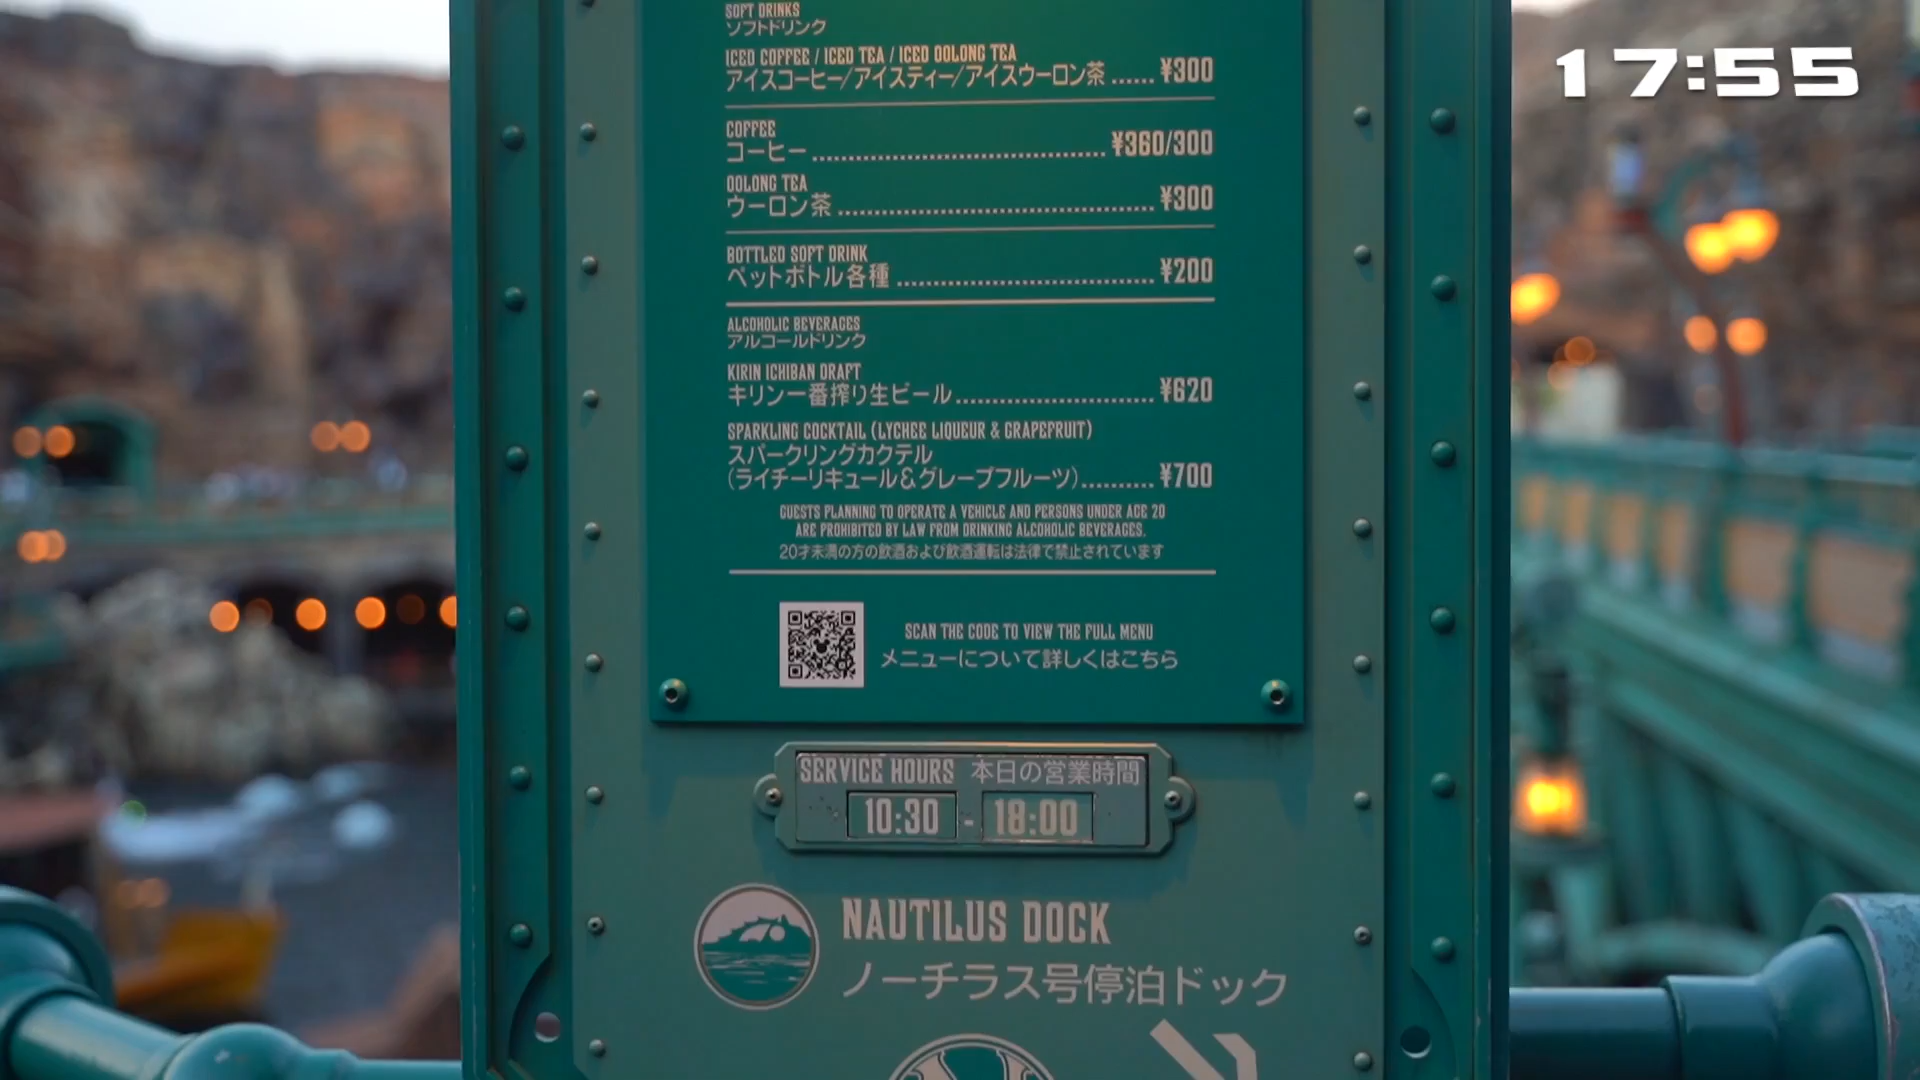 17:55
SOFT DRINKS
ソフトドリンク
ICED COFFEE / ICED TEA / ICED OOLONG TEA
アイスコーヒー/アイスティー/アイスウーロン茶......¥300
COFFEE
コーヒー..........¥360/300
OOLONG TEA
ウーロン茶..........¥300
BOTTLED SOFT DRINK
ペットボトル各種..........¥200
ALCOHOLIC BEVERAGES
アルコールドリンク
KIRIN ICHIBAN DRAFT
キリン一番搾り生ビール..........¥620
SPARKLING COCKTAIL (LYCHEE LIQUEUR & GRAPEFRUIT)
スパークリングカクテル
(ライチーリキュール&グレープフルーツ)..........¥700
GUESTS PLANNING TO OPERATE A VEHICLE AND PERSONS UNDER AGE 20
ARE PROHIBITED BY LAW FROM DRINKING ALCOHOLIC BEVERAGES.
20才未満の方の飲酒および飲酒運転は法律で禁止されています
SCAN THE CODE TO VIEW THE FULL MENU
メニューについて詳しくはこちら
SERVICE HOURS 本日の営業時間
10:30 - 18:00
NAUTILUS DOCK
ノーチラス号停泊ドック